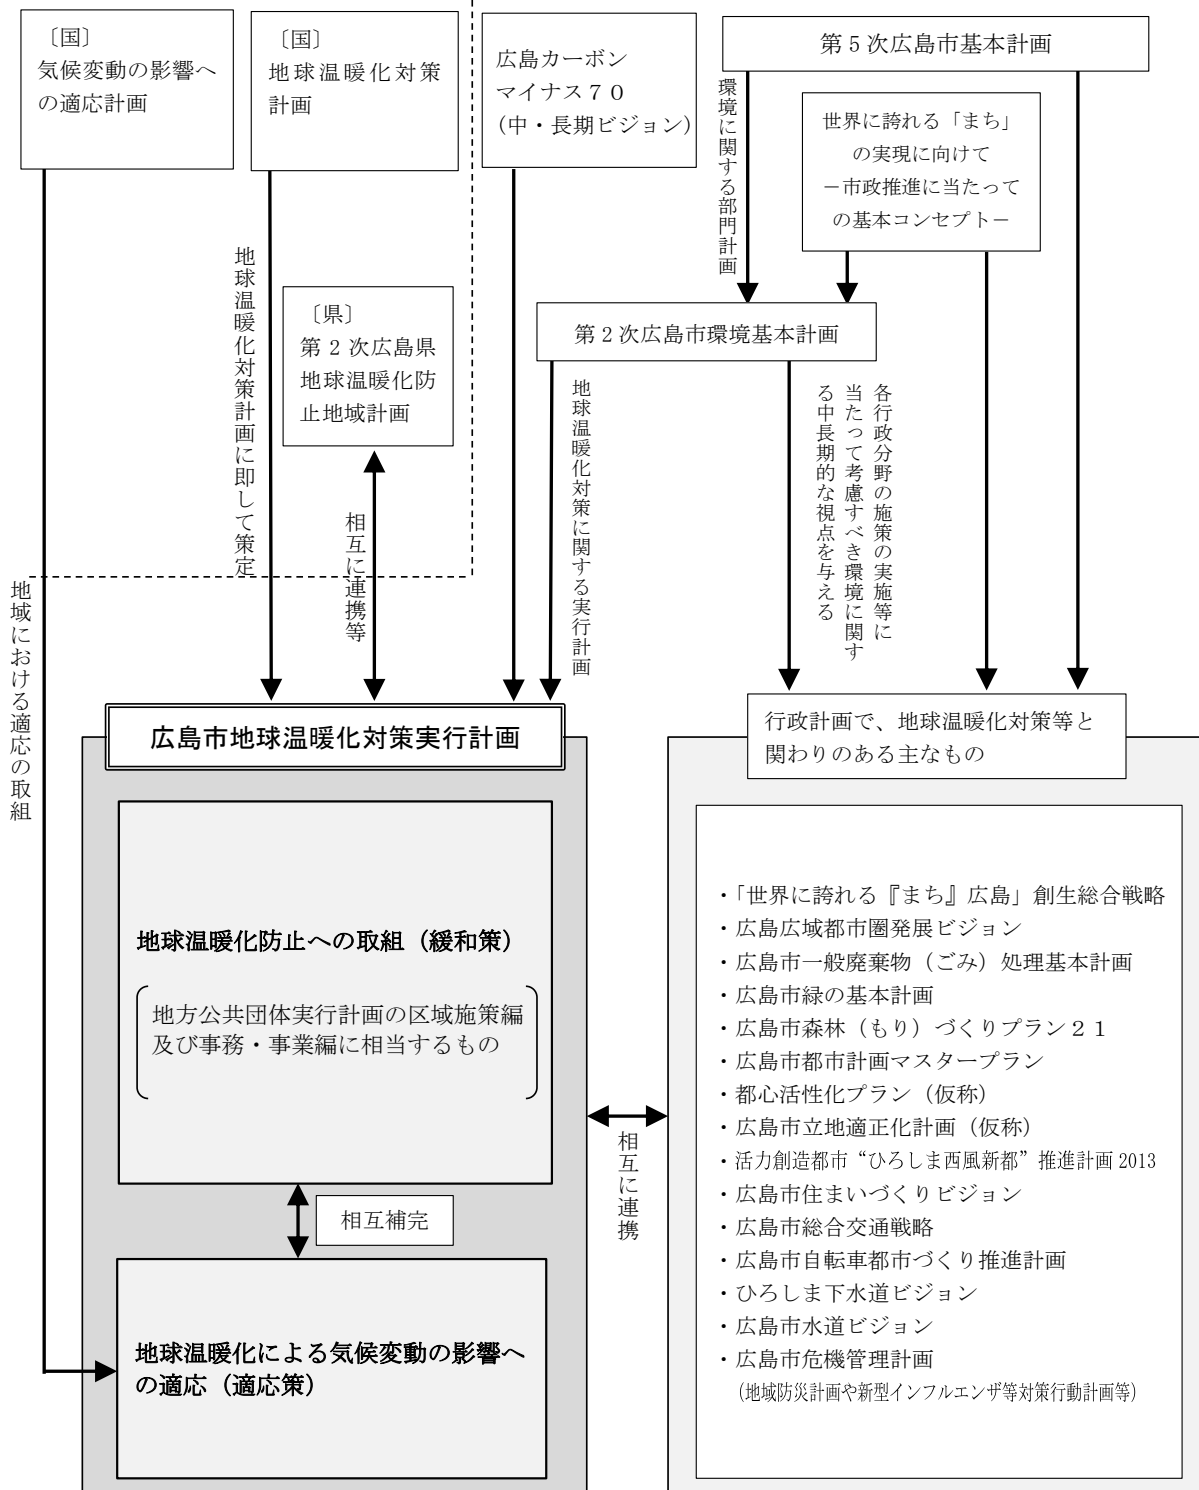 〔国〕
気候変動の影響へ
の適応計画
〔国〕
地球温暖化対策
計画
広島カーボン
マイナス７０
(中・長期ビジョン)
第５次広島市基本計画
世界に誇れる「まち」
の実現に向けて
－市政推進に当たって
の基本コンセプト－
環境に関する部門計画
〔県〕
第２次広島県
地球温暖化防
止地域計画
第２次広島市環境基本計画
地球温暖化対策計画に即して策定
相互に連携等
地球温暖化対策に関する実行計画
各行政分野の施策の実施等に
当たって考慮すべき環境に関す
る中長期的な視点を与える
地域における適応の取組
広島市地球温暖化対策実行計画
地球温暖化防止への取組（緩和策）
地方公共団体実行計画の区域施策編
及び事務・事業編に相当するもの
相互補完
地球温暖化による気候変動の影響へ
の適応（適応策）
相互に連携
行政計画で、地球温暖化対策等と
関わりのある主なもの
・「世界に誇れる『まち』広島」創生総合戦略
・広島広域都市圏発展ビジョン
・広島市一般廃棄物（ごみ）処理基本計画
・広島市緑の基本計画
・広島市森林（もり）づくりプラン２１
・広島市都市計画マスタープラン
・都心活性化プラン（仮称）
・広島市立地適正化計画（仮称）
・活力創造都市“ひろしま西風新都”推進計画 2013
・広島市住まいづくりビジョン
・広島市総合交通戦略
・広島市自転車都市づくり推進計画
・ひろしま下水道ビジョン
・広島市水道ビジョン
・広島市危機管理計画
（地域防災計画や新型インフルエンザ等対策行動計画等）